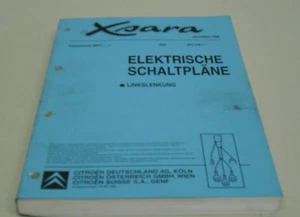 Xsara
ELEKTRISCHE
SCHALTPLÄNE
LINKSLENKUNG
CITROËN DEUTSCHLAND AG, KÖLN
CITROËN ÖSTERREICH GMBH, WIEN
CITROËN SUISSE S.A., GENF